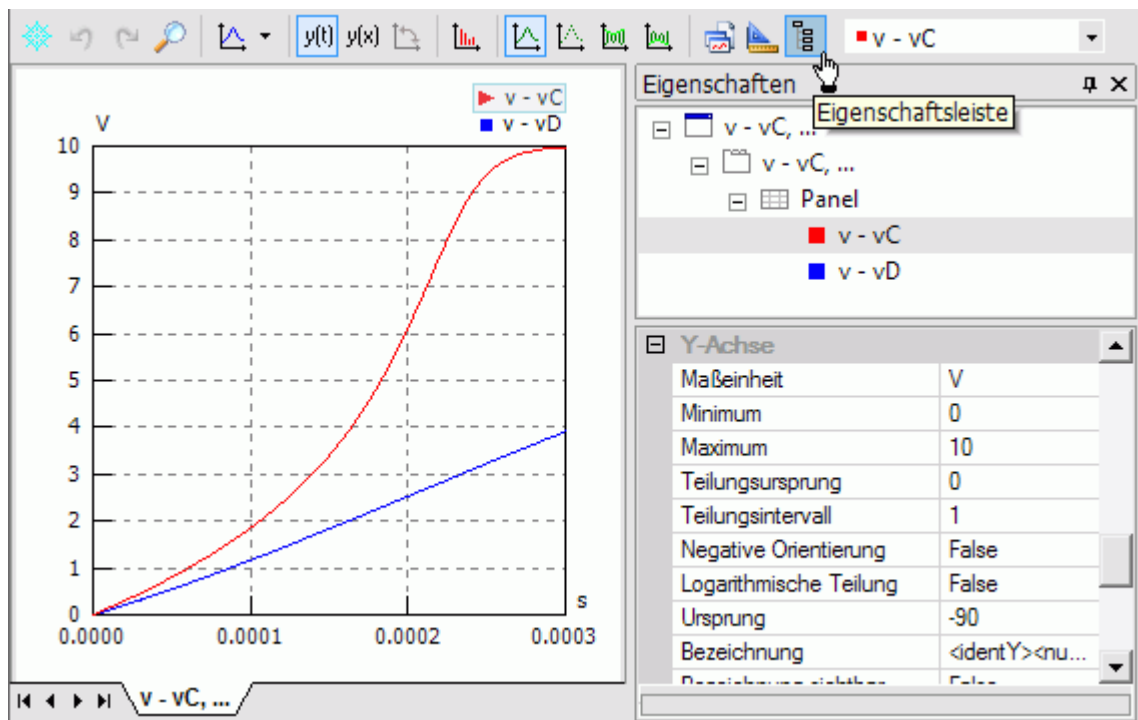 y(t) y(x)
v - vC
Eigenschaften
Eigenschaftsleiste
v - vC
v - vD
V
10
9
8
7
6
5
4
3
2
1
0
s
0.0000 0.0001 0.0002 0.0003
v - vC, ...
v - vC, ...
v - vC, ...
Panel
v - vC
v - vD
Y-Achse
Maßeinheit V
Minimum 0
Maximum 10
Teilungsursprung 0
Teilungsintervall 1
Negative Orientierung False
Logarithmische Teilung False
Ursprung -90
Bezeichnung <identY><nu...